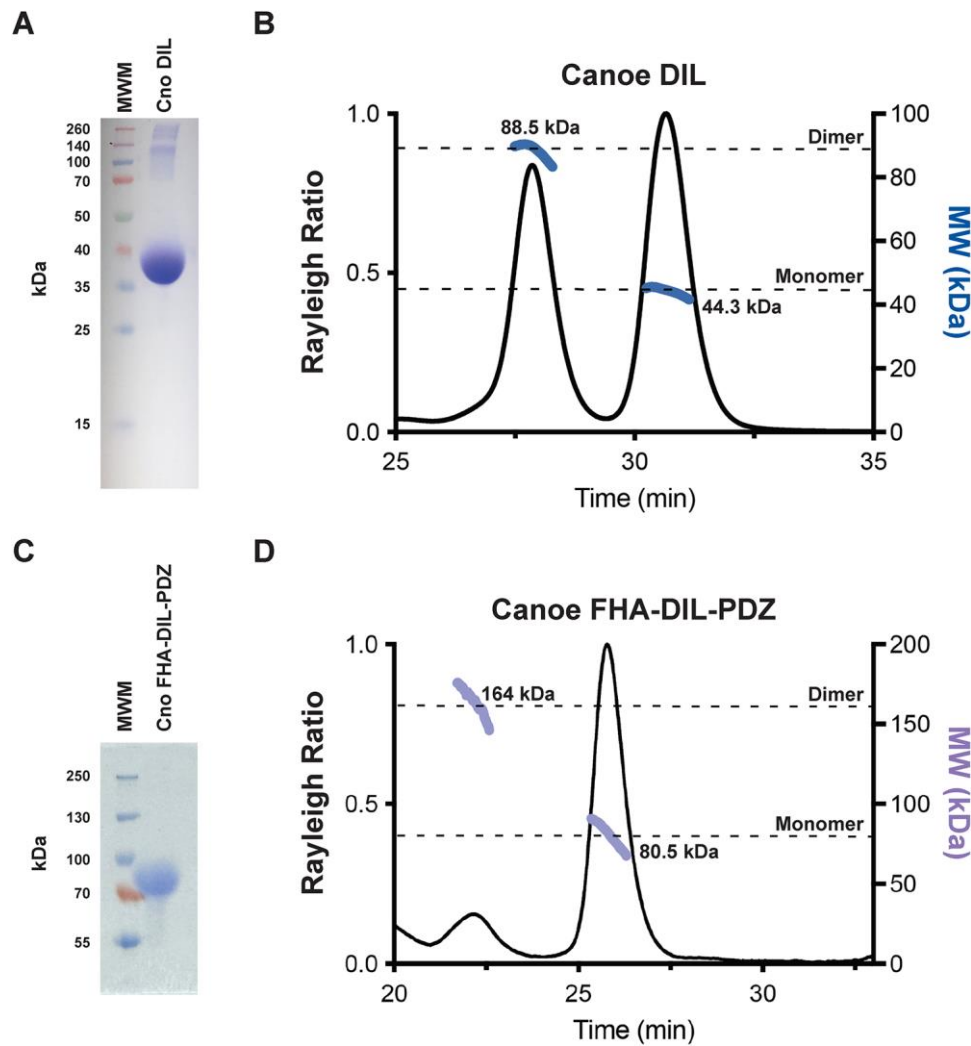 A
MWM
Cno DIL
kDa
260
140
100
70
50
40
35
25
15
B
Canoe DIL
Rayleigh Ratio
1.0
0.5
0.0
88.5 kDa
Dimer
Monomer
44.3 kDa
100
80
60
40
20
0
MW (kDa)
25
30
35
Time (min)
C
MWM
Cno FHA-DIL-PDZ
kDa
250
130
100
70
55
D
Canoe FHA-DIL-PDZ
Rayleigh Ratio
1.0
0.5
0.0
164 kDa
Dimer
Monomer
80.5 kDa
200
150
100
50
0
MW (kDa)
20
25
30
Time (min)